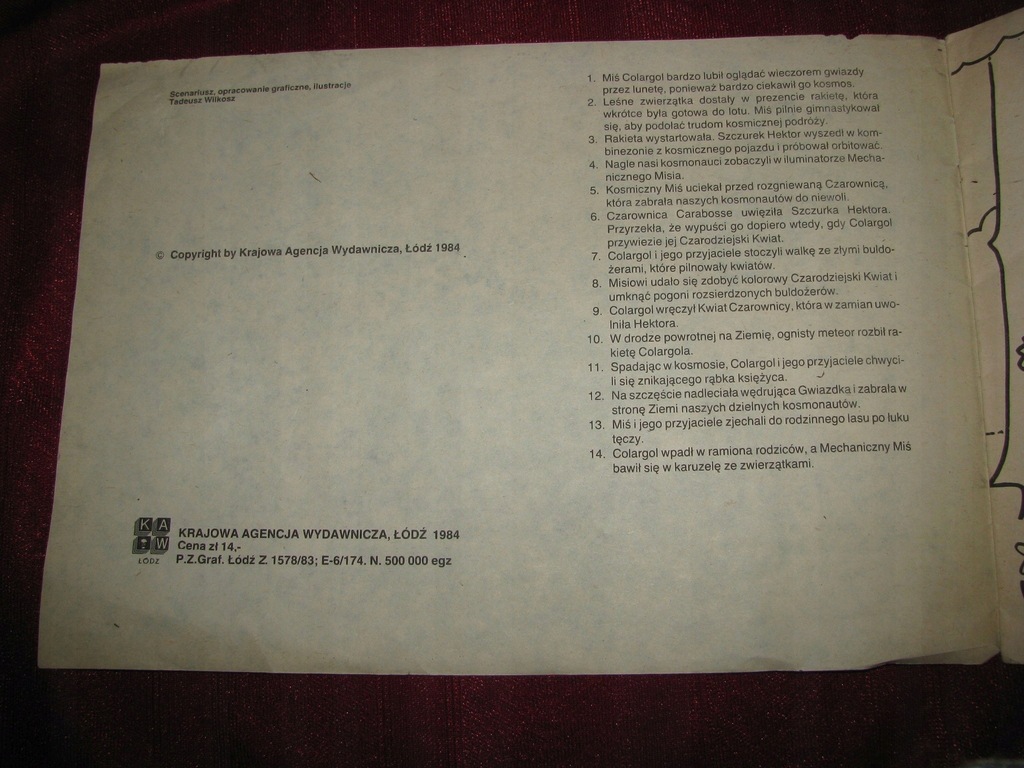 Scenariusz, opracowanie graficzne, ilustracje
Tadeusz Wilkosz
© Copyright by Krajowa Agencja Wydawnicza, Łódź 1984
K A
W
ŁÓDZ
KRAJOWA AGENCJA WYDAWNICZA, ŁÓDŹ 1984
Cena zł 14,-
P.Z.Graf. Łódź Z. 1578/83; E-6/174. N. 500 000 egz
1. Miś Colargol bardzo lubił oglądać wieczorem gwiazdy
przez lunetę, ponieważ bardzo ciekawił go kosmos.
2. Leśne zwierzątka dostały w prezencie rakietę, która
wkrótce była gotowa do lotu. Miś pilnie gimnastykował
się, aby podołać trudom kosmicznej podróży.
3. Rakieta wystartowała. Szczurek Hektor wyszedł w kom-
binezonie z kosmicznego pojazdu i próbował orbitować.
4. Nagle nasi kosmonauci zobaczyli w iluminatorze Mecha-
nicznego Misia.
5. Kosmiczny Miś uciekał przed rozgniewaną Czarownicą,
która zabrała naszych kosmonautów do niewoli.
6. Czarownica Carabosse uwięziła Szczurka Hektora.
Przyrzekła, że wypuści go dopiero wtedy, gdy Colargol
przywiezie jej Czarodziejski Kwiat.
7. Colargol i jego przyjaciele stoczyli walkę ze złymi buldo-
żerami, które pilnowały kwiatów.
8. Misiowi udało się zdobyć kolorowy Czarodziejski Kwiat i
umknąć pogoni rozsierdzonych buldożerów.
9. Colargol wręczył Kwiat Czarownicy, która w zamian uwo-
lniła Hektora.
10. W drodze powrotnej na Ziemię, ognisty meteor rozbił ra-
kietę Colargola.
11. Spadając w kosmosie, Colargol i jego przyjaciele chwyci-
li się znikającego rąbka księżyca.
12. Na szczęście nadleciała wędrująca Gwiazdka i zabrała w
stronę Ziemi naszych dzielnych kosmonautów.
13. Miś i jego przyjaciele zjechali do rodzinnego lasu po łuku
tęczy.
14. Colargol wpadł w ramiona rodziców, a Mechaniczny Miś
bawił się w karuzelę ze zwierzątkami.